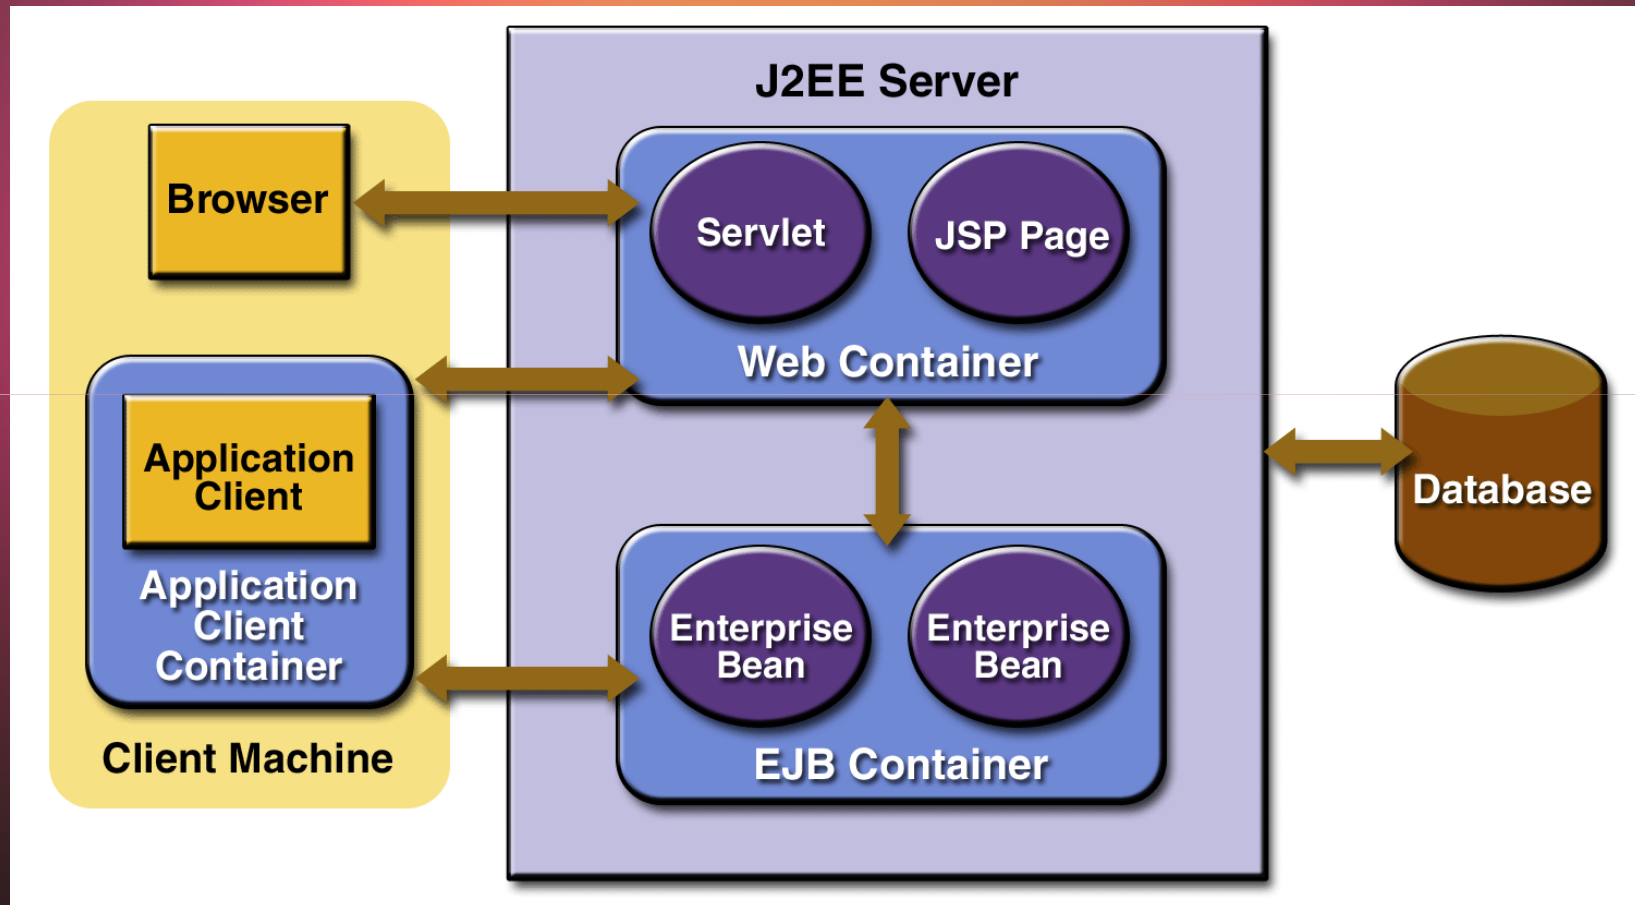 J2EE Server
Browser
Servlet
JSP Page
Web Container
Application
Client
Application
Client
Container
Client Machine
Enterprise
Bean
Enterprise
Bean
EJB Container
Database